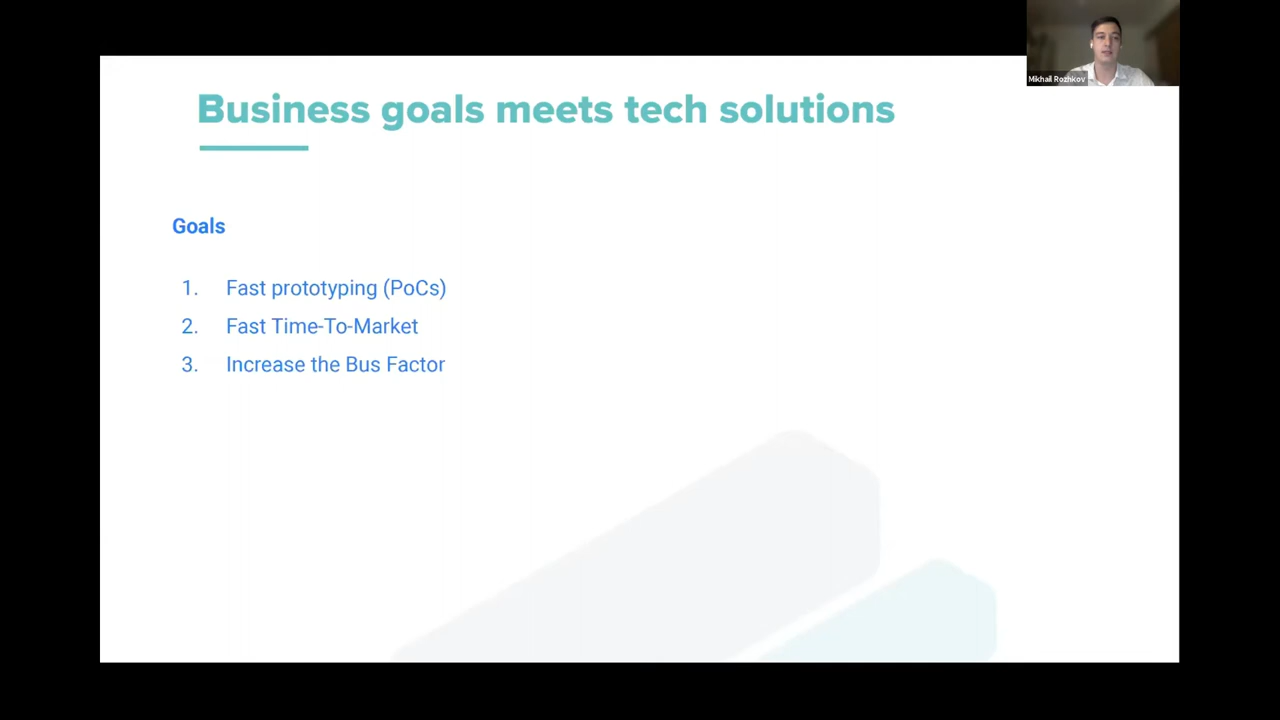 Business goals meets tech solutions
Mikhail Rozhkov
Goals
1. Fast prototyping (PoCs)
2. Fast Time-To-Market
3. Increase the Bus Factor